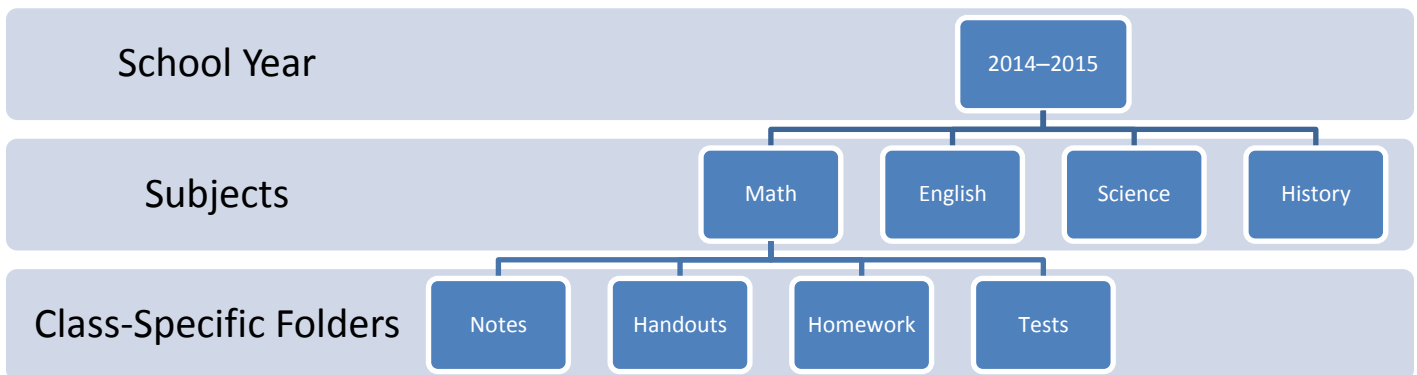 School Year
2014–2015
Subjects
Math
English
Science
History
Class-Specific Folders
Notes
Handouts
Homework
Tests